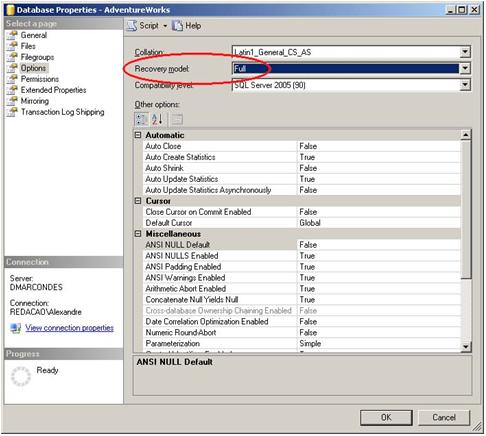 Database Properties - AdventureWorks
Select a page
General
Files
Filegroups
Options
Permissions
Extended Properties
Mirroring
Transaction Log Shipping
Script
Help
Collation: Latin1_General_CS_AS
Recovery model: Full
Compatibility level: SQL Server 2005 (90)
Other options:
Automatic
Auto Close False
Auto Create Statistics True
Auto Shrink False
Auto Update Statistics True
Auto Update Statistics Asynchronously False
Cursor
Close Cursor on Commit Enabled False
Default Cursor Global
Miscellaneous
ANSI NULL Default False
ANSI NULLS Enabled True
ANSI Padding Enabled True
ANSI Warnings Enabled True
Arithmetic Abort Enabled True
Concatenate Null Yields Null True
Cross-database Ownership Chaining Enabled False
Date Correlation Optimization Enabled False
Numeric Round-Abort False
Parameterization Simple
ANSI NULL Default
Connection
Server:
DMARCONDES
Connection:
REDACAO\Alexandre
View connection properties
Progress
Ready
OK
Cancel